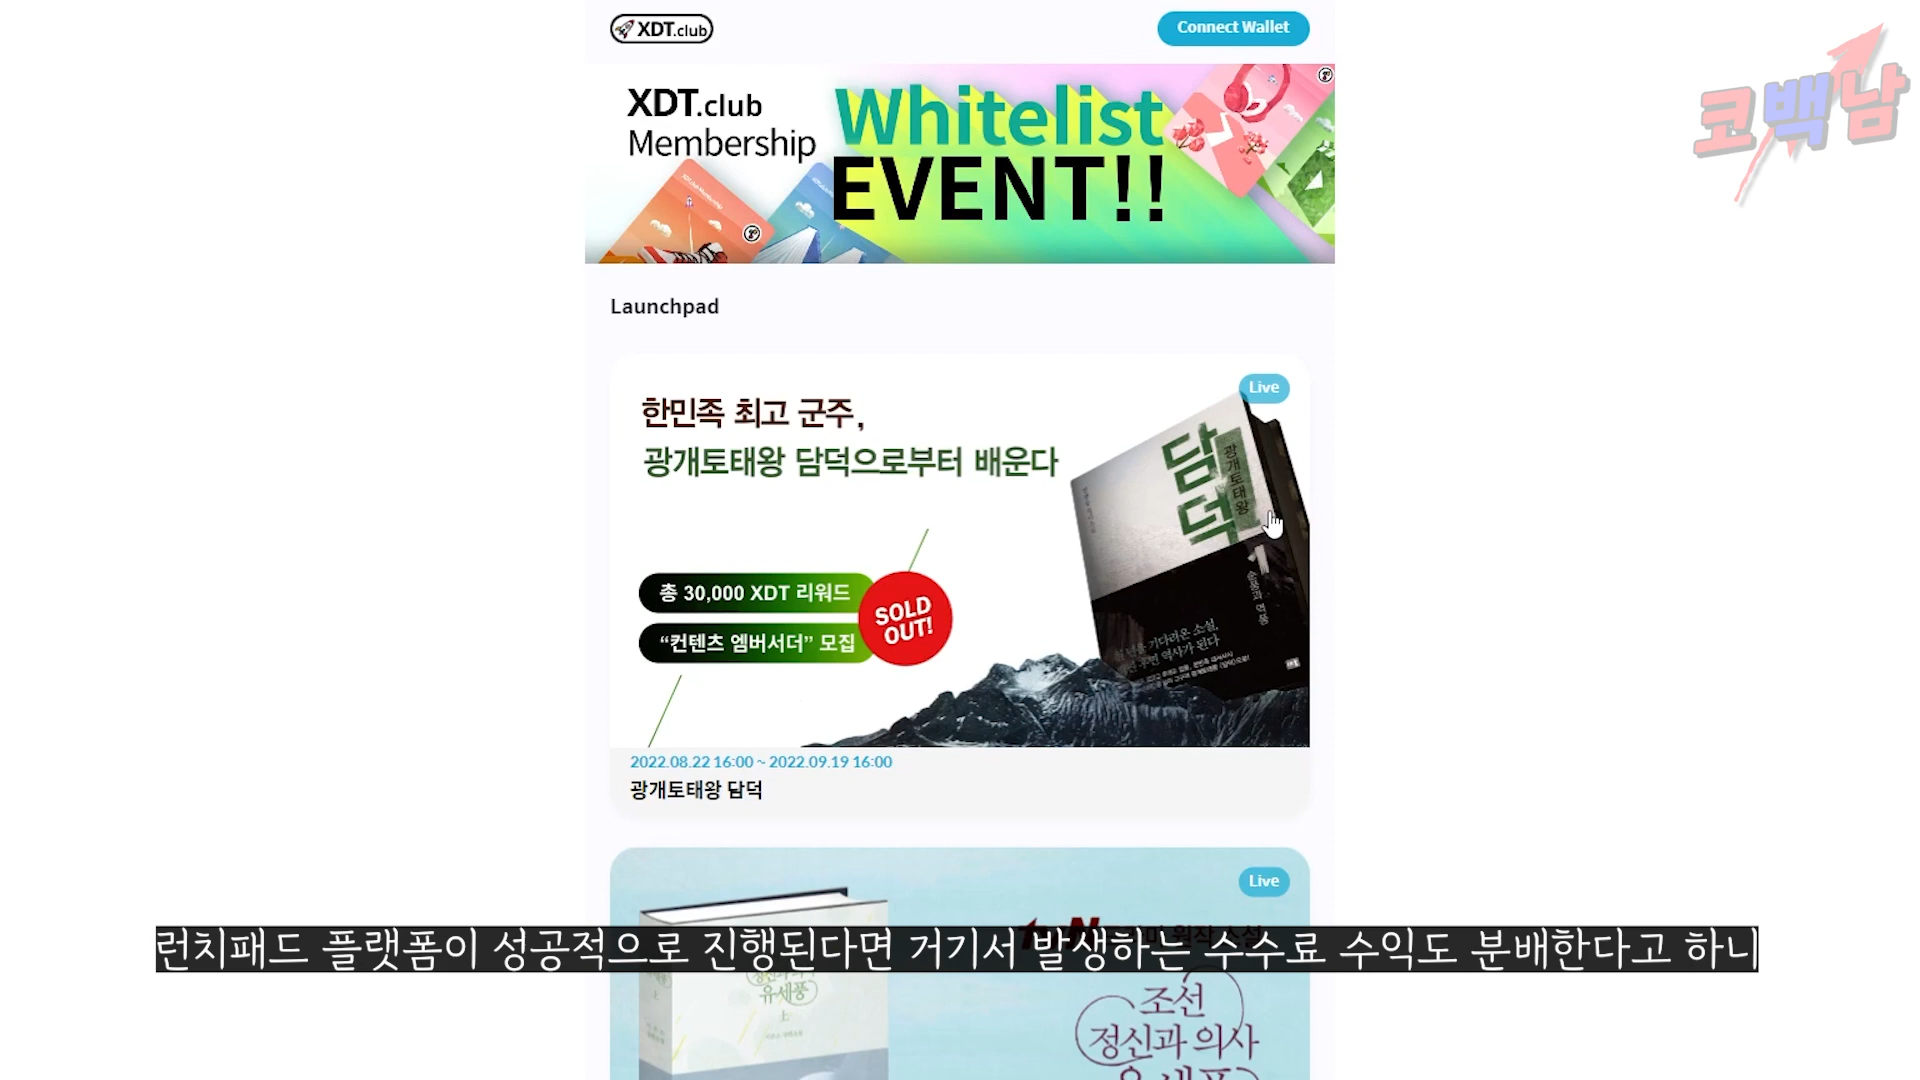 XDT.club
Connect Wallet
코백남
XDT.club
Membership
Whitelist
EVENT!!
Launchpad
Live
한민족 최고 군주,
광개토태왕 담덕으로부터 배운다
담덕
광개토태왕
총 30,000 XDT 리워드
“컨텐츠 엠버서더” 모집
SOLD
OUT!
2022.08.22 16:00 ~ 2022.09.19 16:00
광개토태왕 담덕
Live
런치패드 플랫폼이 성공적으로 진행된다면 거기서 발생하는 수수료 수익도 분배한다고 하니
유세풍
上
조선
정신과 의사
유세풍